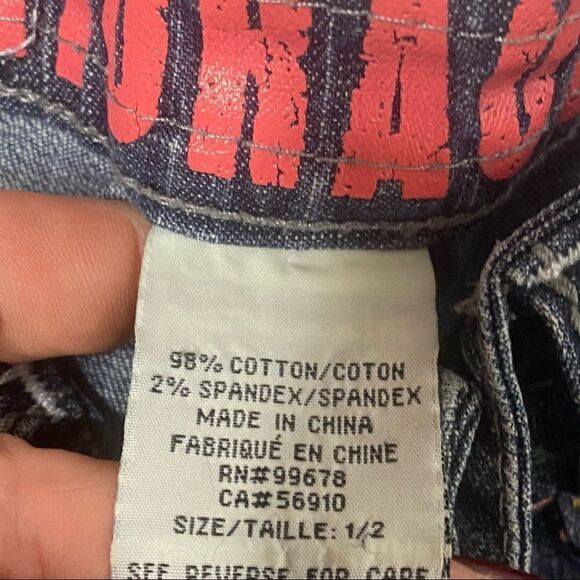 98% COTTON/COTON
2% SPANDEX/SPANDEX
MADE IN CHINA
FABRIQUÉ EN CHINE
RN#99678
CA#56910
SIZE/TAILLE: 1/2
SEE REVERSE FOR CARE